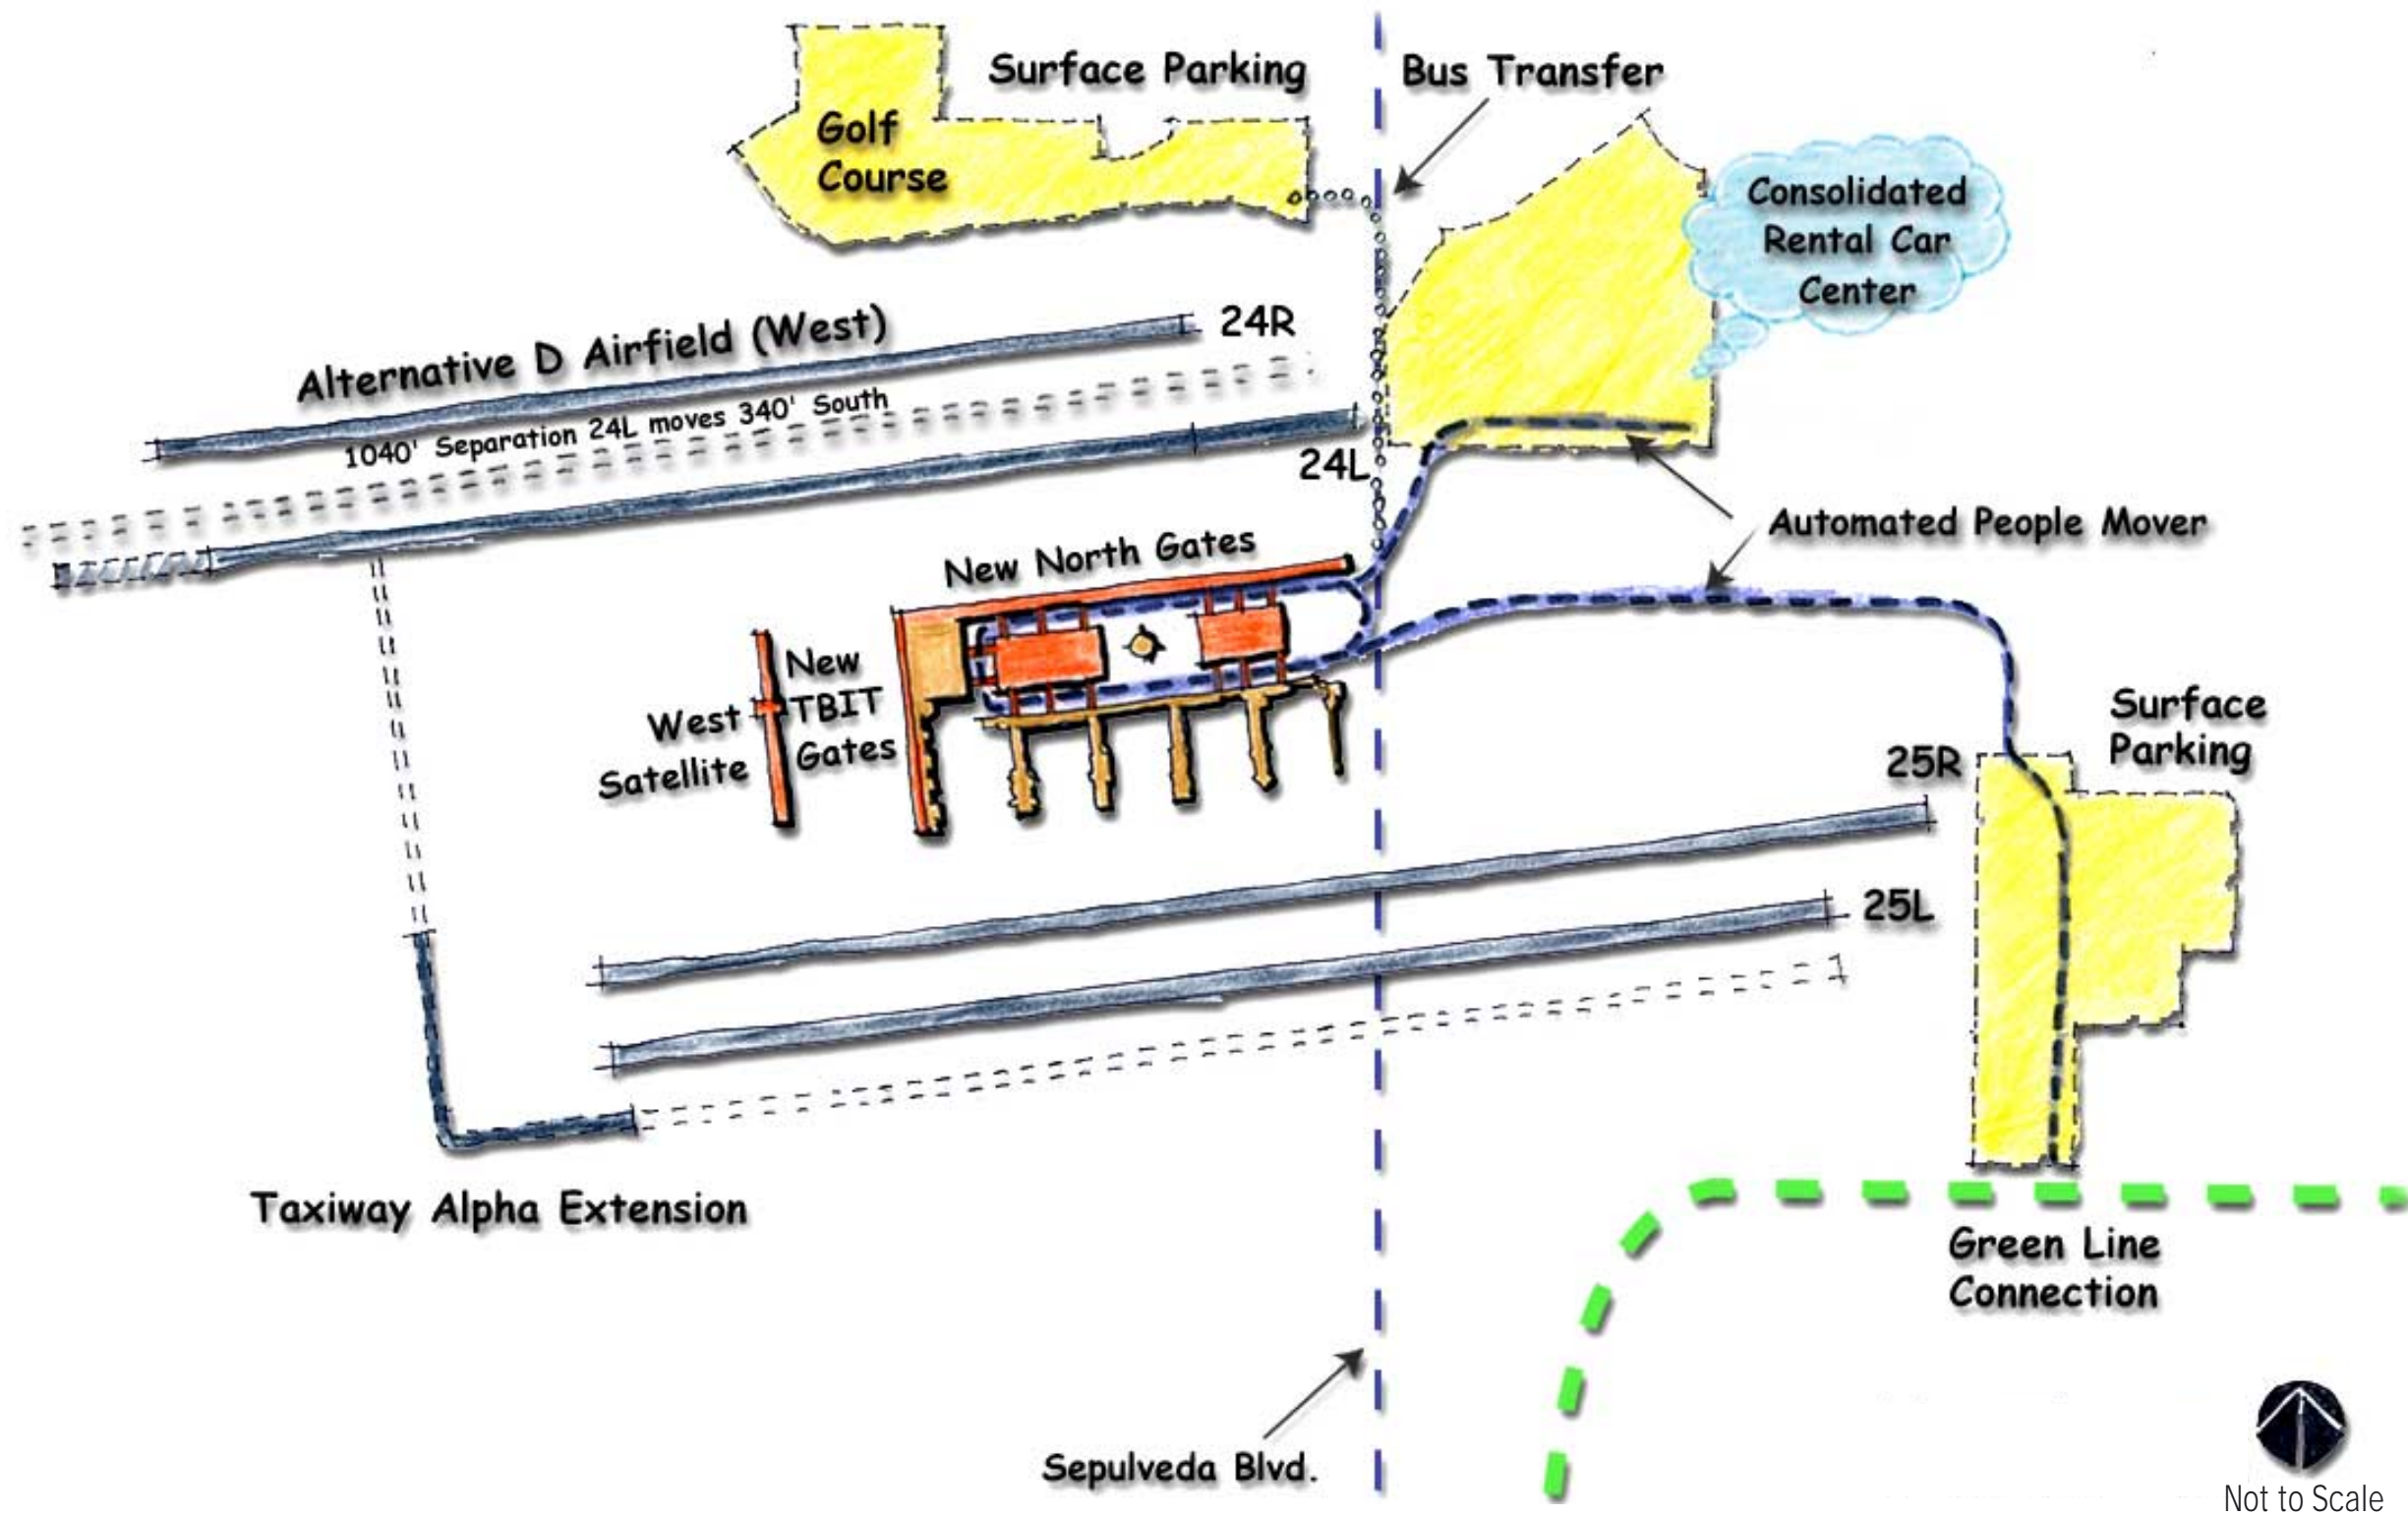 Surface Parking
Bus Transfer
Golf
Course
Consolidated
Rental Car
Center
Alternative D Airfield (West)
24R
1040' Separation 24L moves 340' South
24L
Automated People Mover
New North Gates
New
TBIT
Gates
West
Satellite
Surface
Parking
25R
25L
Taxiway Alpha Extension
Green Line
Connection
Sepulveda Blvd.
Not to Scale